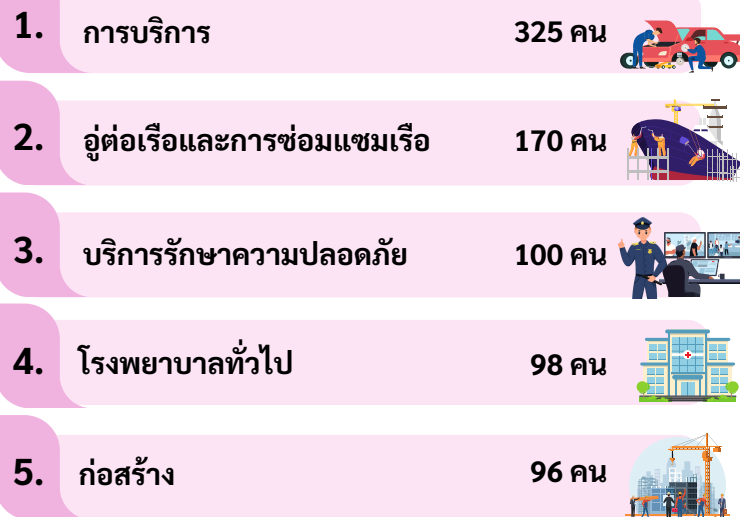 1. การบริการ 325 คน
2. อู่ต่อเรือและการซ่อมแซมเรือ 170 คน
3. บริการรักษาความปลอดภัย 100 คน
4. โรงพยาบาลทั่วไป 98 คน
5. ก่อสร้าง 96 คน